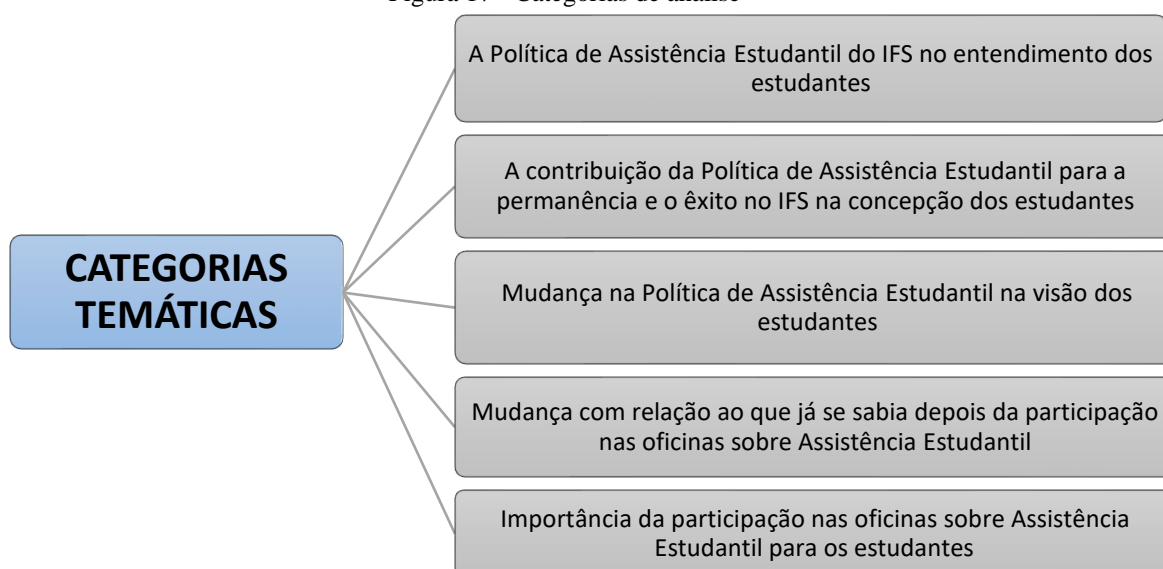 A Política de Assistência Estudantil do IFS no entendimento dos
estudantes
A contribuição da Política de Assistência Estudantil para a
permanência e o êxito no IFS na concepção dos estudantes
CATEGORIAS
TEMÁTICAS
Mudança na Política de Assistência Estudantil na visão dos
estudantes
Mudança com relação ao que já se sabia depois da participação
nas oficinas sobre Assistência Estudantil
Importância da participação nas oficinas sobre Assistência
Estudantil para os estudantes